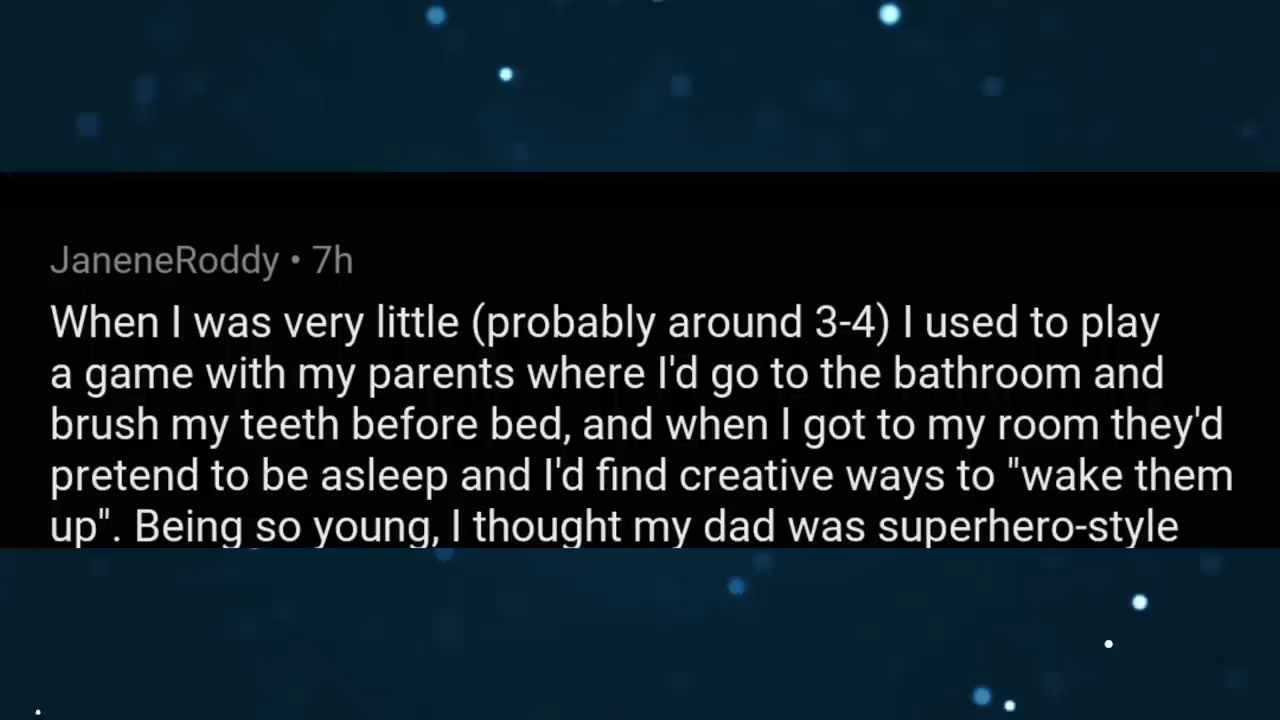 JaneneRoddy • 7h
When I was very little (probably around 3-4) I used to play
a game with my parents where I'd go to the bathroom and
brush my teeth before bed, and when I got to my room they'd
pretend to be asleep and I'd find creative ways to "wake them
up". Being so young, I thought my dad was superhero-style